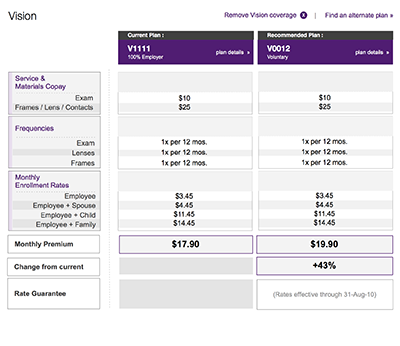 Vision
Remove Vision coverage x | Find an alternate plan »
Current Plan :
Recommended Plan :
V1111
100% Employer
plan details »
V0012
Voluntary
plan details »
Service &
Materials Copay
Exam $10 $10
Frames / Lens / Contacts $25 $25
Frequencies
Exam 1x per 12 mos. 1x per 12 mos.
Lenses 1x per 12 mos. 1x per 12 mos.
Frames 1x per 12 mos. 1x per 12 mos.
Monthly
Enrollment Rates
Employee $3.45 $3.45
Employee + Spouse $4.45 $4.45
Employee + Child $11.45 $11.45
Employee + Family $14.45 $14.45
Monthly Premium $17.90 $19.90
Change from current +43%
Rate Guarantee (Rates effective through 31-Aug-10)